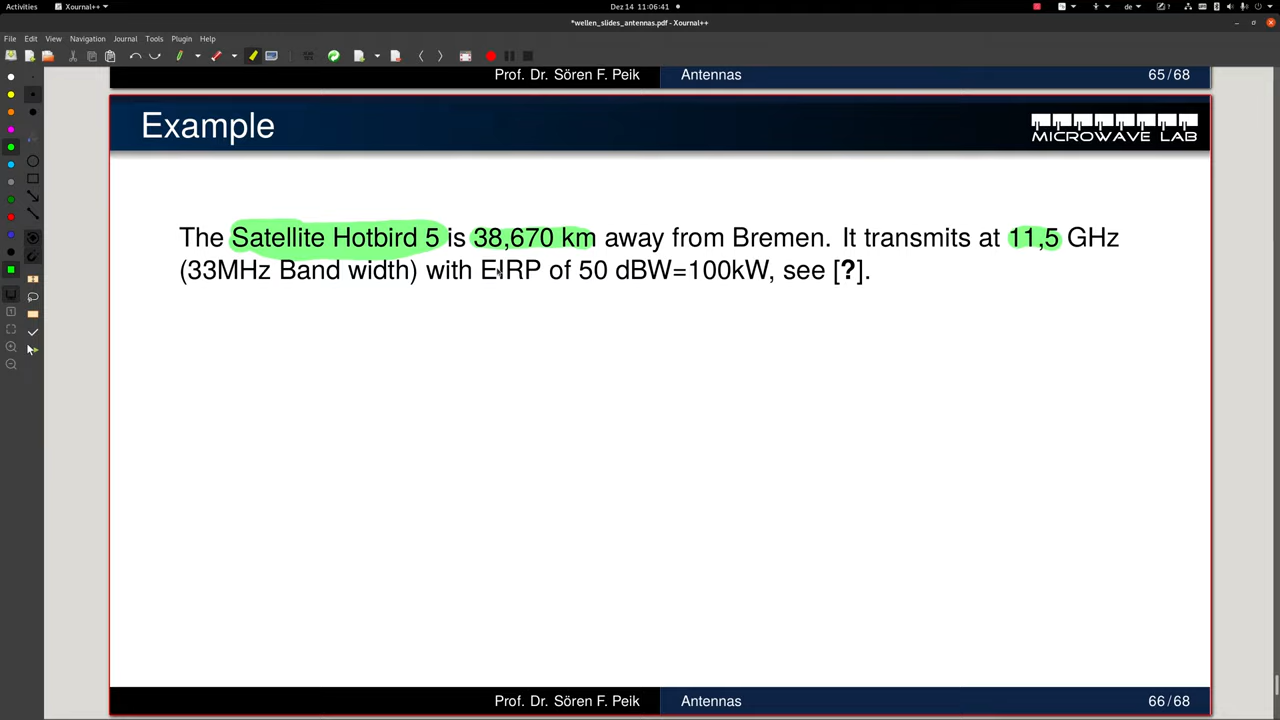 Activities Xournal++ Dez 14 11:06:41 de ?
*wellen_slides_antennas.pdf - Xournal++
File Edit View Navigation Journal Tools Plugin Help
Prof. Dr. Sören F. Peik Antennas 65/68
Example
MICROWAVE LAB
The Satellite Hotbird 5 is 38,670 km away from Bremen. It transmits at 11,5 GHz
(33MHz Band width) with EIRP of 50 dBW=100kW, see [?].
Prof. Dr. Sören F. Peik Antennas 66/68